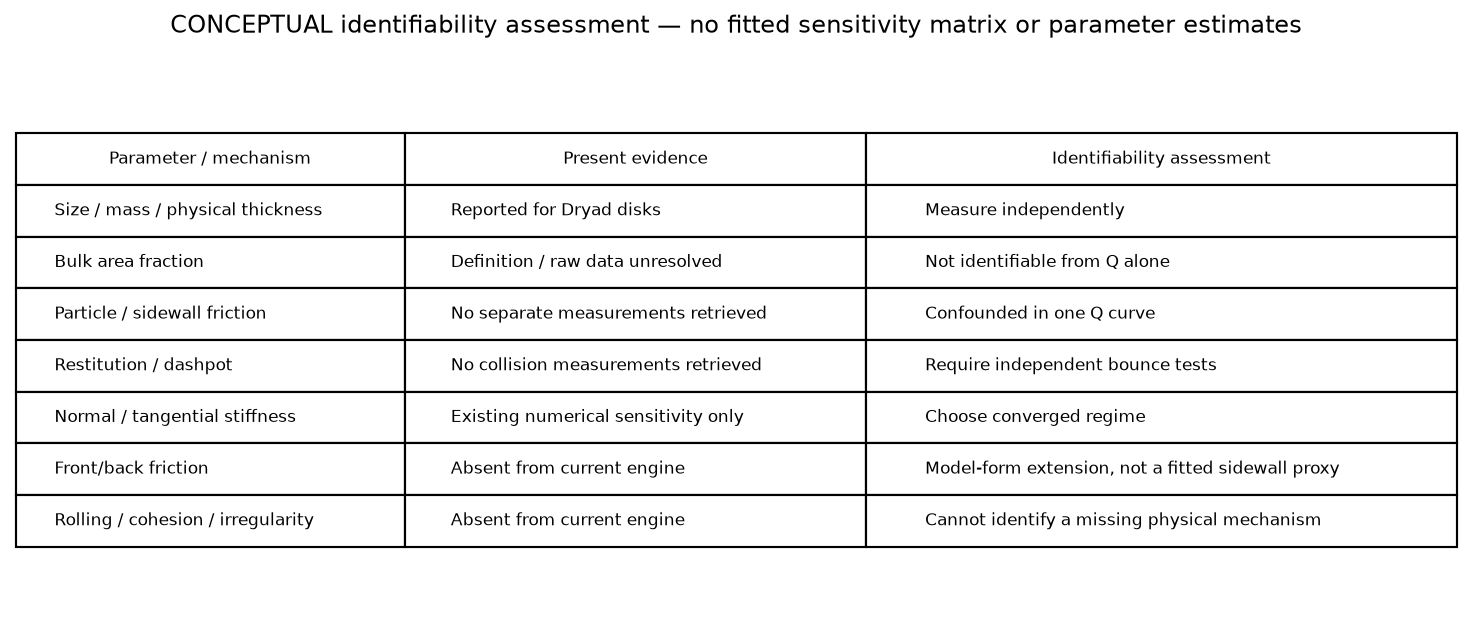 CONCEPTUAL identifiability assessment — no fitted sensitivity matrix or parameter estimates
Parameter / mechanism Present evidence Identifiability assessment
Size / mass / physical thickness Reported for Dryad disks Measure independently
Bulk area fraction Definition / raw data unresolved Not identifiable from Q alone
Particle / sidewall friction No separate measurements retrieved Confounded in one Q curve
Restitution / dashpot No collision measurements retrieved Require independent bounce tests
Normal / tangential stiffness Existing numerical sensitivity only Choose converged regime
Front/back friction Absent from current engine Model-form extension, not a fitted sidewall proxy
Rolling / cohesion / irregularity Absent from current engine Cannot identify a missing physical mechanism